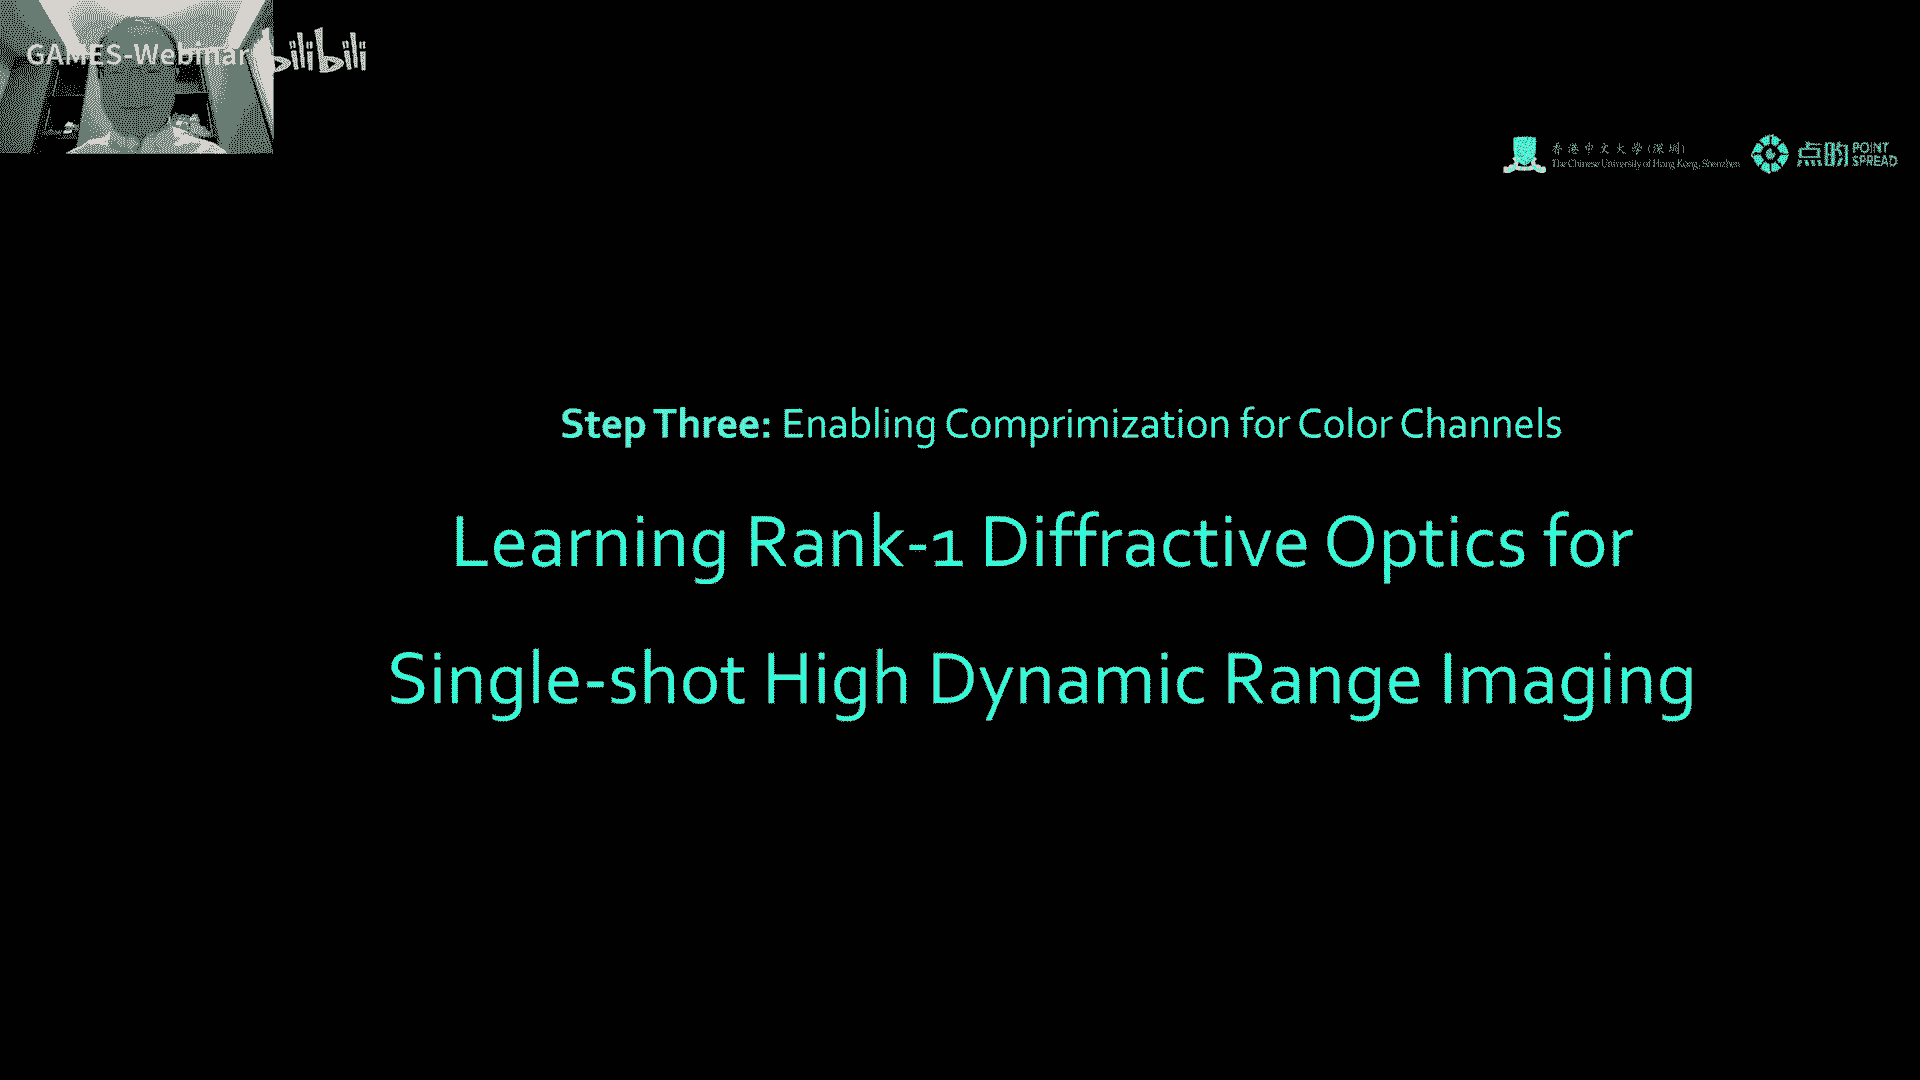 GAMES-Webinar bilibili
香港中文大學(深圳)
The Chinese University of Hong Kong, Shenzhen
点昀 POINT SPREAD
Step Three: Enabling Comprimization for Color Channels
Learning Rank-1 Diffractive Optics for
Single-shot High Dynamic Range Imaging